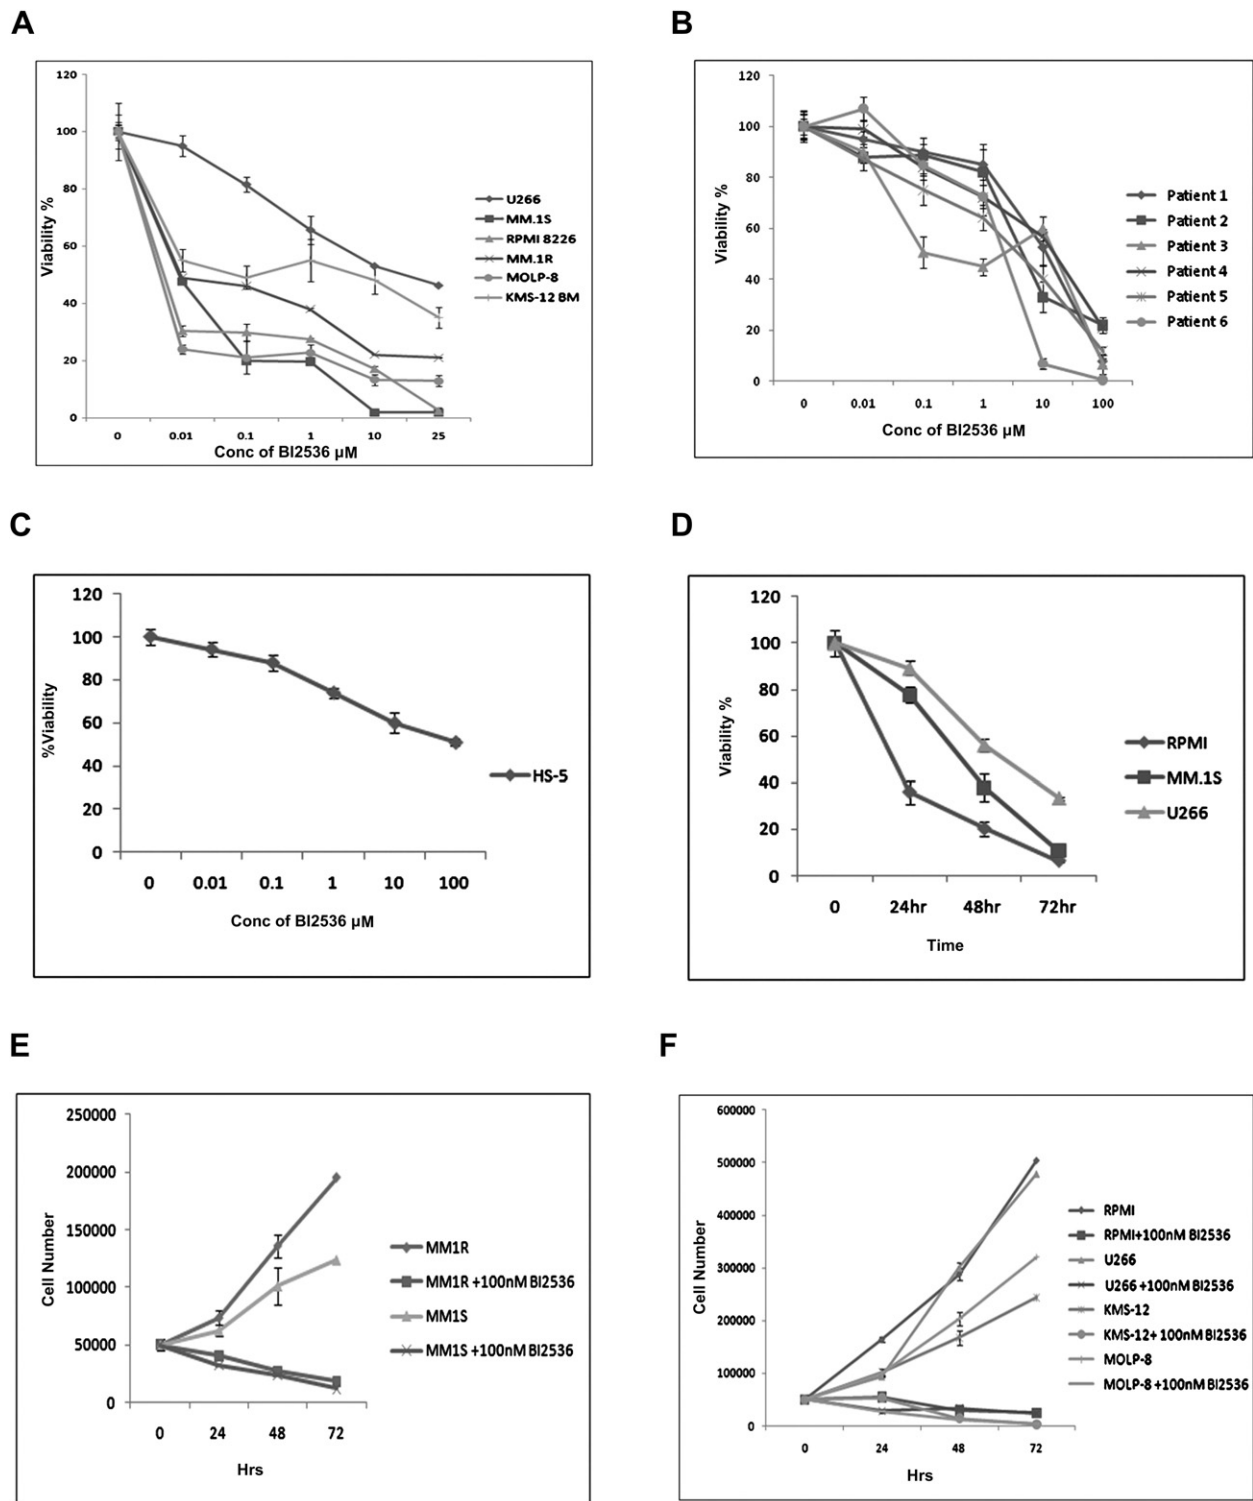 A
120
100
80
60
40
20
0
Viability %
0 0.01 0.1 1 10 25
Conc of BI2536 µM
U266
MM.1S
RPMI 8226
MM.1R
MOLP-8
KMS-12 BM
B
120
100
80
60
40
20
0
Viability %
0 0.01 0.1 1 10 100
Conc of BI2536 µM
Patient 1
Patient 2
Patient 3
Patient 4
Patient 5
Patient 6
C
120
100
80
60
40
20
0
%Viability
0 0.01 0.1 1 10 100
Conc of BI2536 µM
HS-5
D
120
100
80
60
40
20
0
Viability %
0 24hr 48hr 72hr
Time
RPMI
MM.1S
U266
E
250000
200000
150000
100000
50000
0
Cell Number
0 24 48 72
Hrs
MM1R
MM1R +100nM BI2536
MM1S
MM1S +100nM BI2536
F
600000
500000
400000
300000
200000
100000
0
Cell Number
0 24 48 72
Hrs
RPMI
RPMI+100nM BI2536
U266
U266 +100nM BI2536
KMS-12
KMS-12+ 100nM BI2536
MOLP-8
MOLP-8 +100nM BI2536